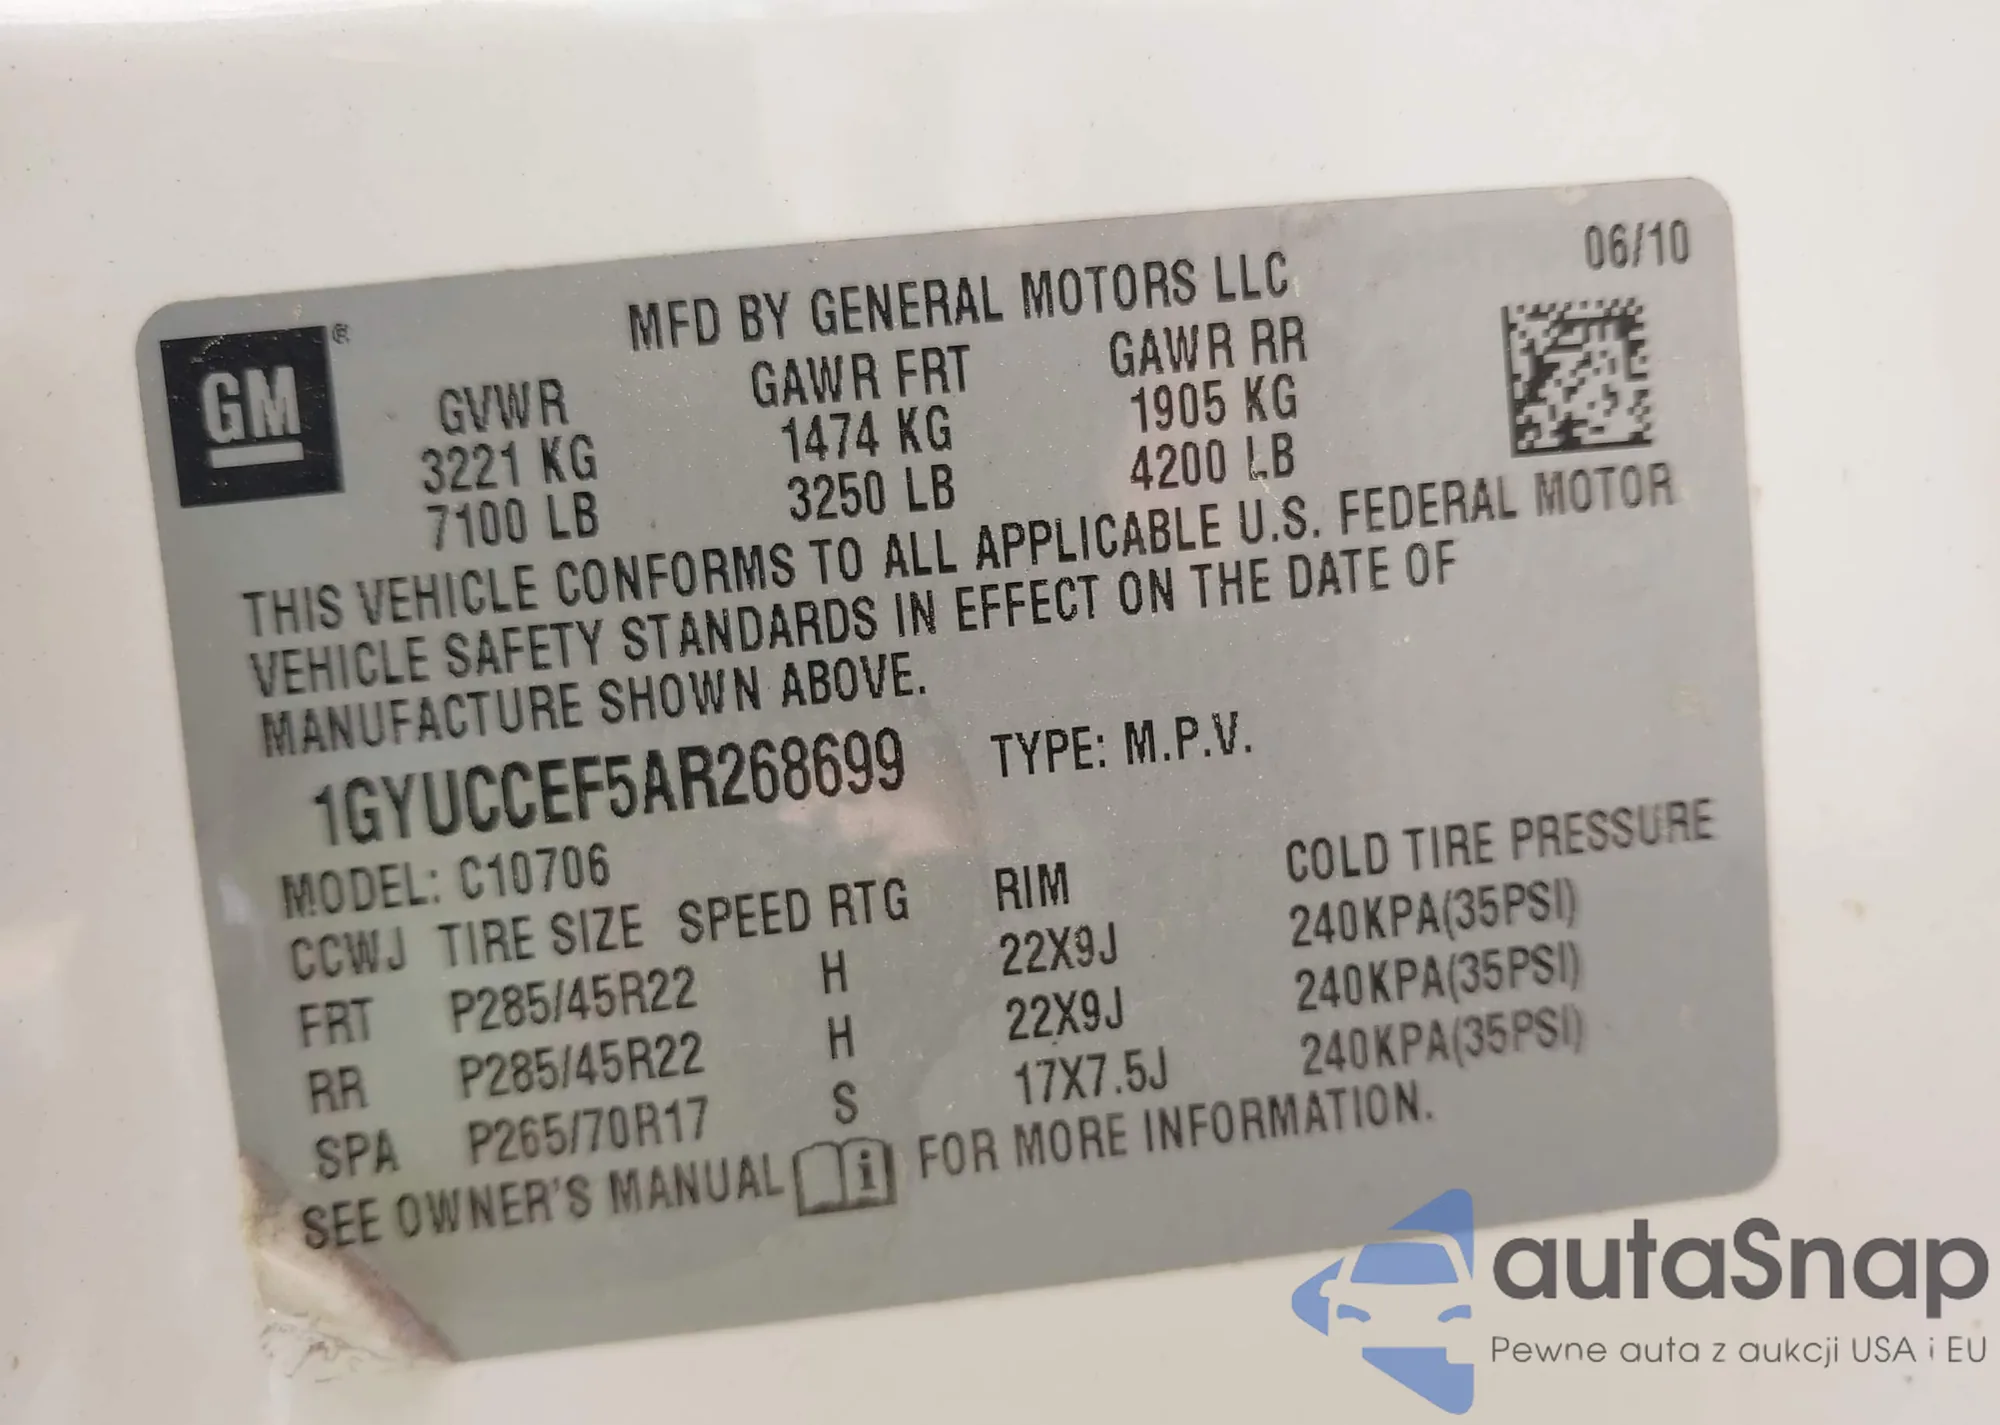 06/10
GM ®
MFD BY GENERAL MOTORS LLC
GVWR GAWR FRT GAWR RR
3221 KG 1474 KG 1905 KG
7100 LB 3250 LB 4200 LB
THIS VEHICLE CONFORMS TO ALL APPLICABLE U.S. FEDERAL MOTOR
VEHICLE SAFETY STANDARDS IN EFFECT ON THE DATE OF
MANUFACTURE SHOWN ABOVE.
1GYUCCEF5AR268699 TYPE: M.P.V.
MODEL: C10706
CCWJ TIRE SIZE SPEED RTG RIM COLD TIRE PRESSURE
FRT P285/45R22 H 22X9J 240KPA(35PSI)
RR P285/45R22 H 22X9J 240KPA(35PSI)
SPA P265/70R17 S 17X7.5J 240KPA(35PSI)
SEE OWNER'S MANUAL i FOR MORE INFORMATION.
autaSnap
Pewne auta z aukcji USA i EU